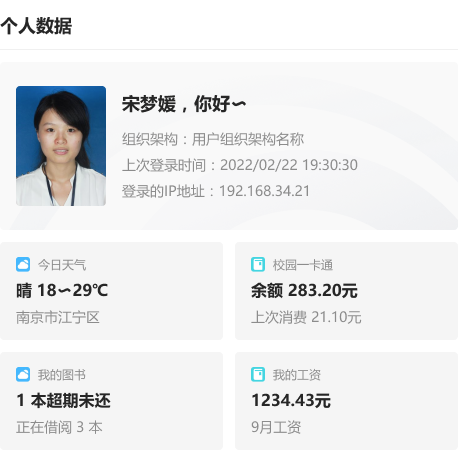 个人数据
宋梦媛，你好~
组织架构：用户组织架构名称
上次登录时间：2022/02/22 19:30:30
登录的IP地址：192.168.34.21
今日天气
晴 18~29℃
南京市江宁区
校园一卡通
余额 283.20元
上次消费 21.10元
我的图书
1 本超期未还
正在借阅 3 本
我的工资
1234.43元
9月工资